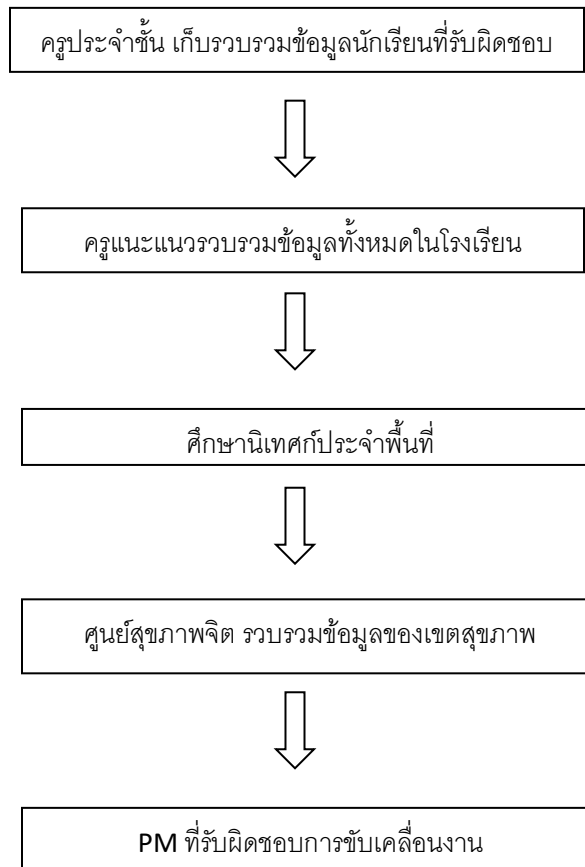 ครูประจำชั้น เก็บรวบรวมข้อมูลนักเรียนที่รับผิดชอบ
ครูแนะแนวรวบรวมข้อมูลทั้งหมดในโรงเรียน
ศึกษานิเทศก์ประจำพื้นที่
ศูนย์สุขภาพจิต รวบรวมข้อมูลของเขตสุขภาพ
PM ที่รับผิดชอบการขับเคลื่อนงาน